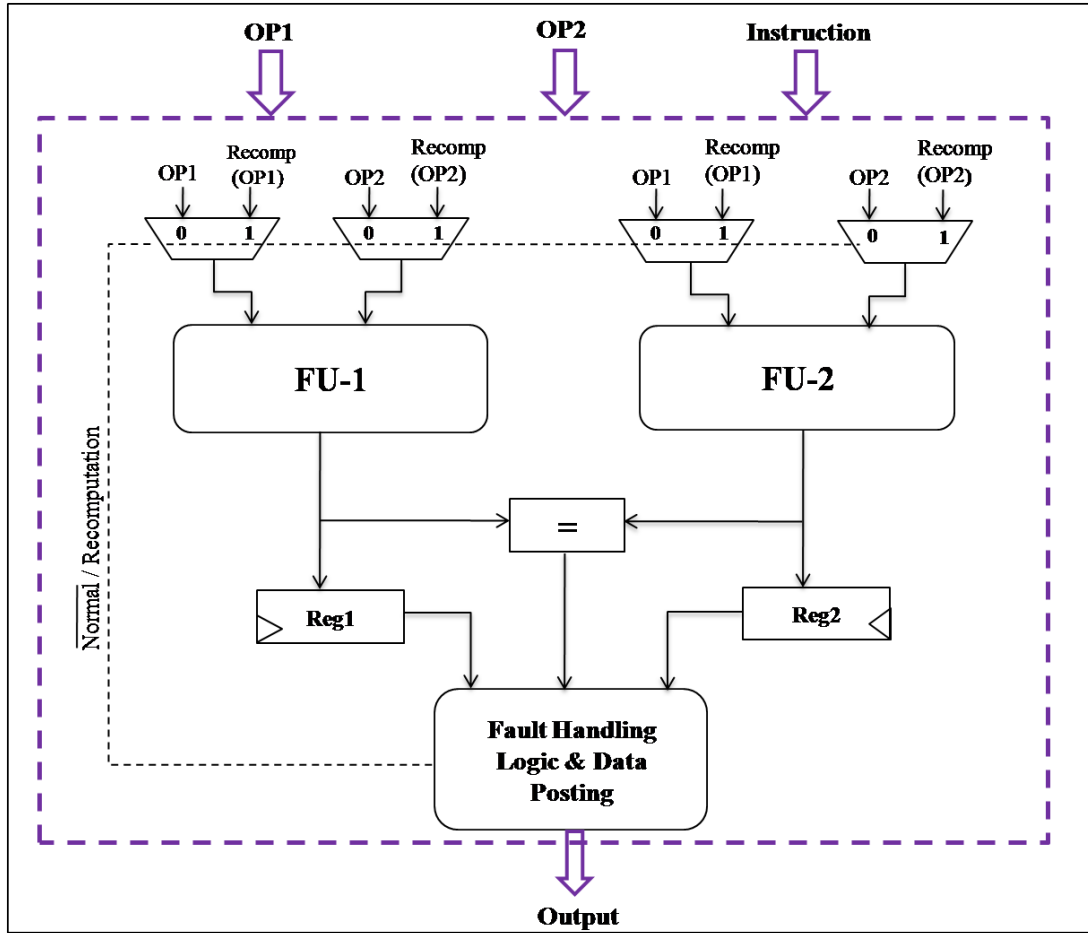 OP1
OP2
Instruction
OP1
Recomp
(OP1)
OP2
Recomp
(OP2)
OP1
Recomp
(OP1)
OP2
Recomp
(OP2)
0
1
0
1
0
1
0
1
FU-1
FU-2
Normal / Recomputation
=
Reg1
Reg2
Fault Handling
Logic & Data
Posting
Output